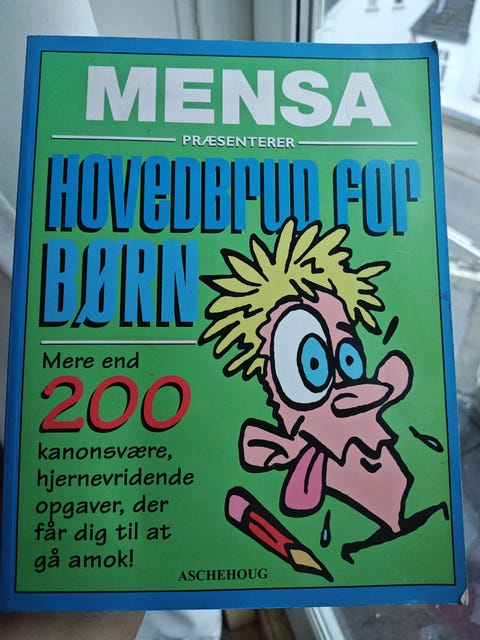 MENSA
PRÆSENTERER
HOVEDBRUD FOR
BØRN
Mere end
200
kanonsvære,
hjernevridende
opgaver, der
får dig til at
gå amok!
ASCHEHOUG